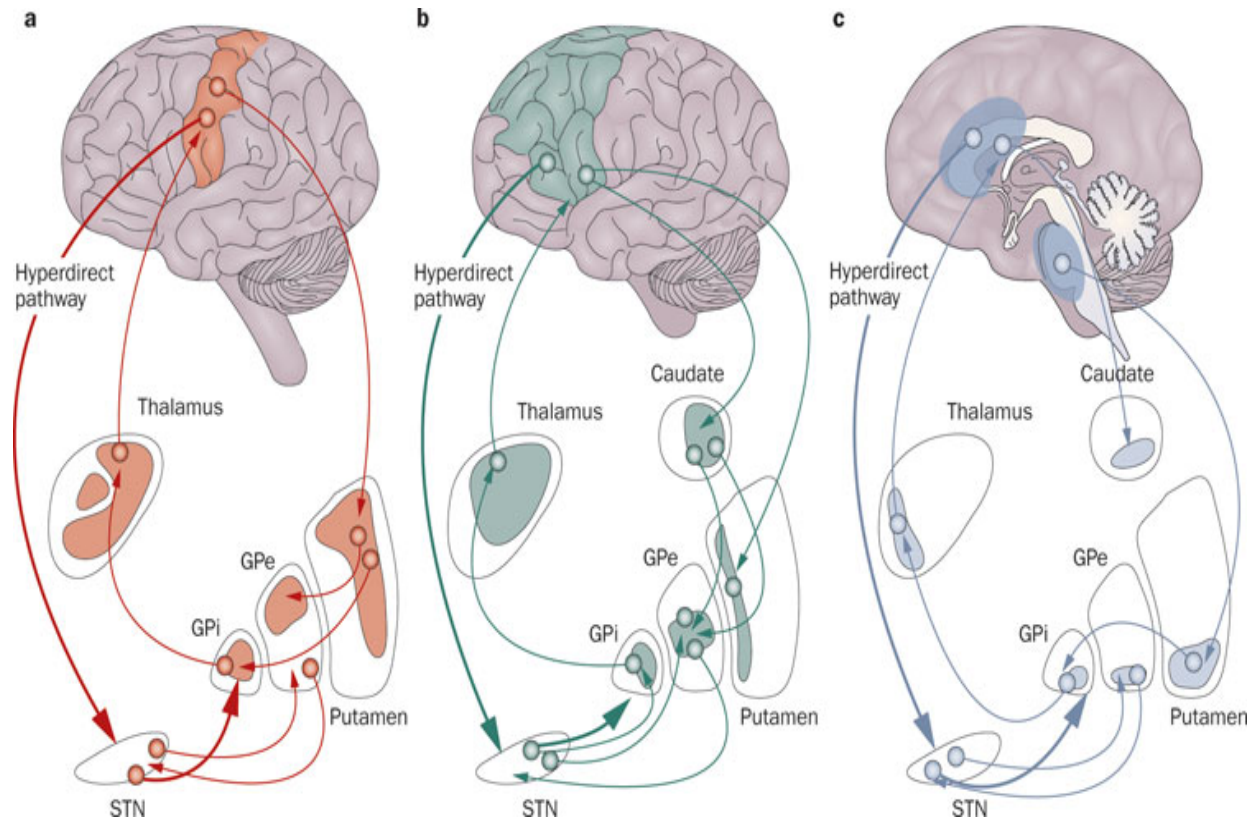 a
Hyperdirect
pathway
Thalamus
GPe
GPi
Putamen
STN
b
Hyperdirect
pathway
Caudate
Thalamus
GPe
GPi
Putamen
STN
c
Hyperdirect
pathway
Caudate
Thalamus
GPe
GPi
Putamen
STN